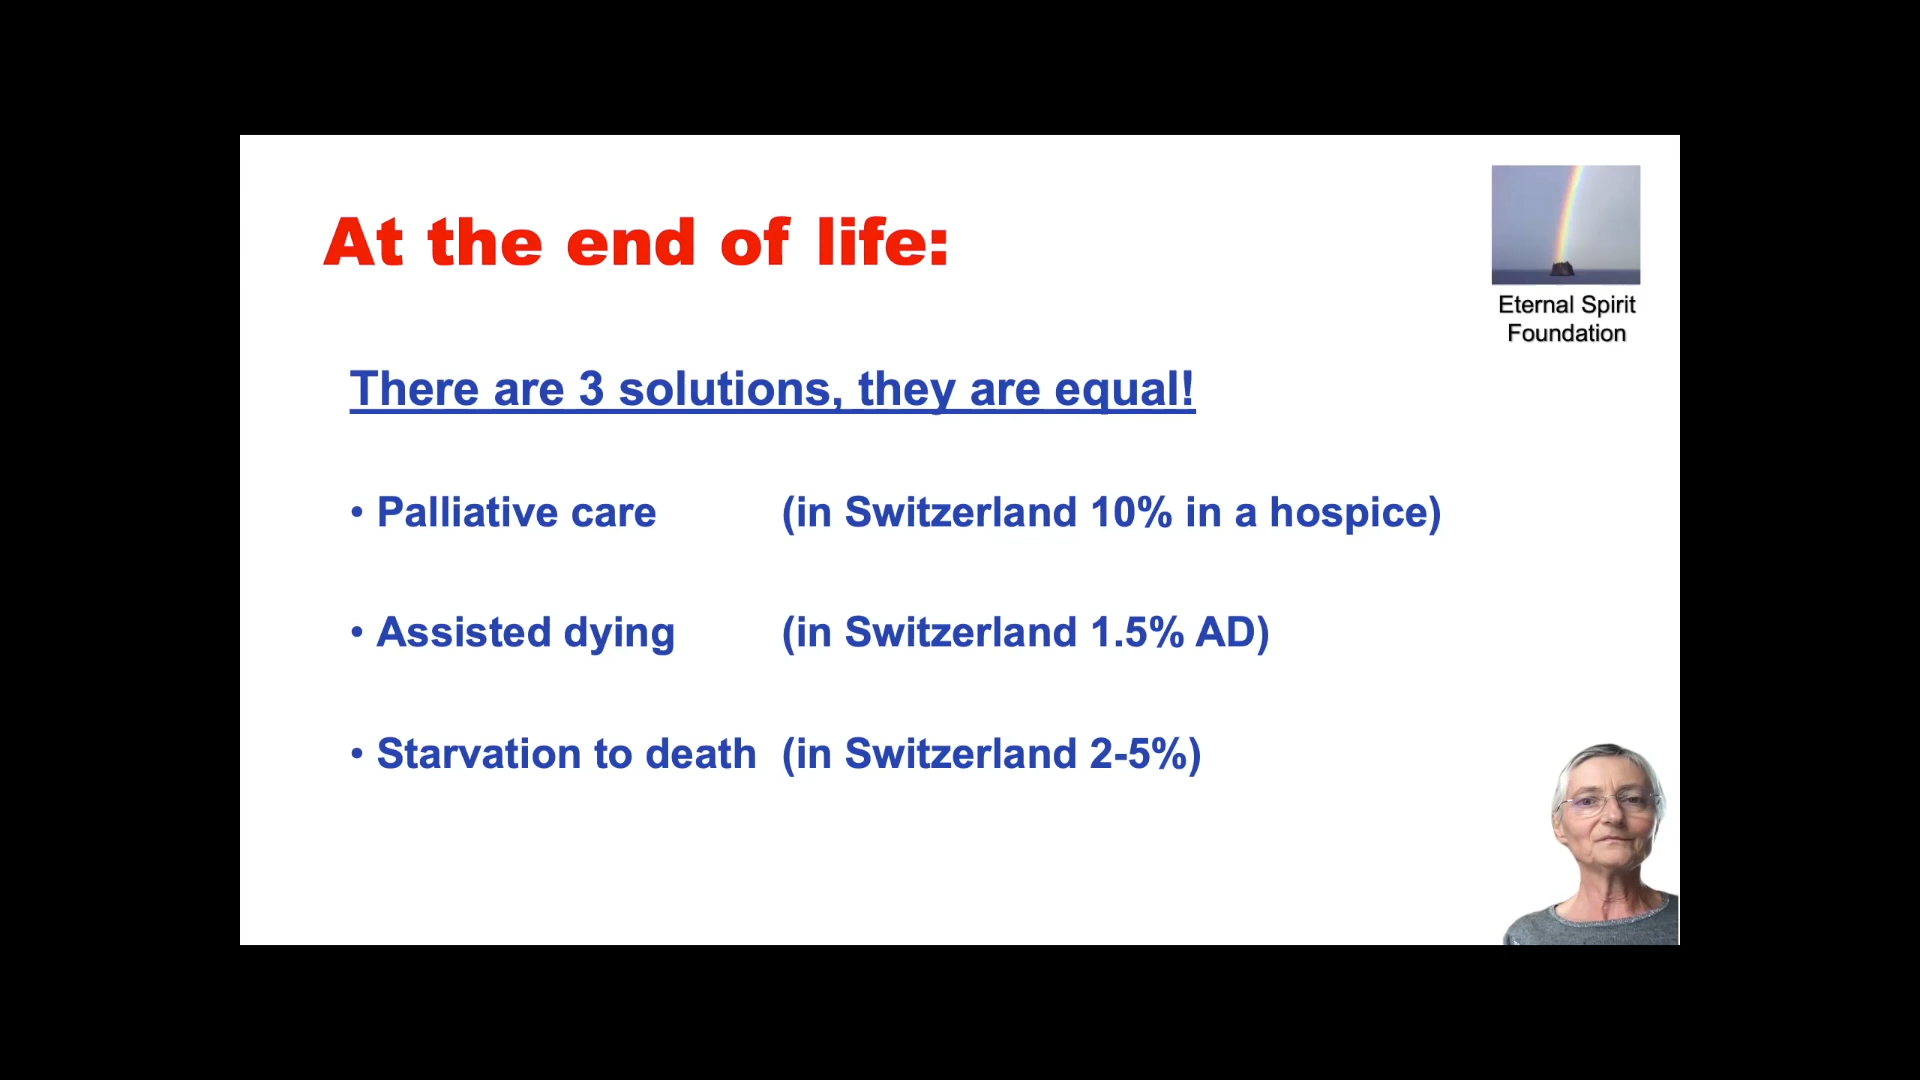 At the end of life:
Eternal Spirit
Foundation
There are 3 solutions, they are equal!
• Palliative care (in Switzerland 10% in a hospice)
• Assisted dying (in Switzerland 1.5% AD)
• Starvation to death (in Switzerland 2-5%)